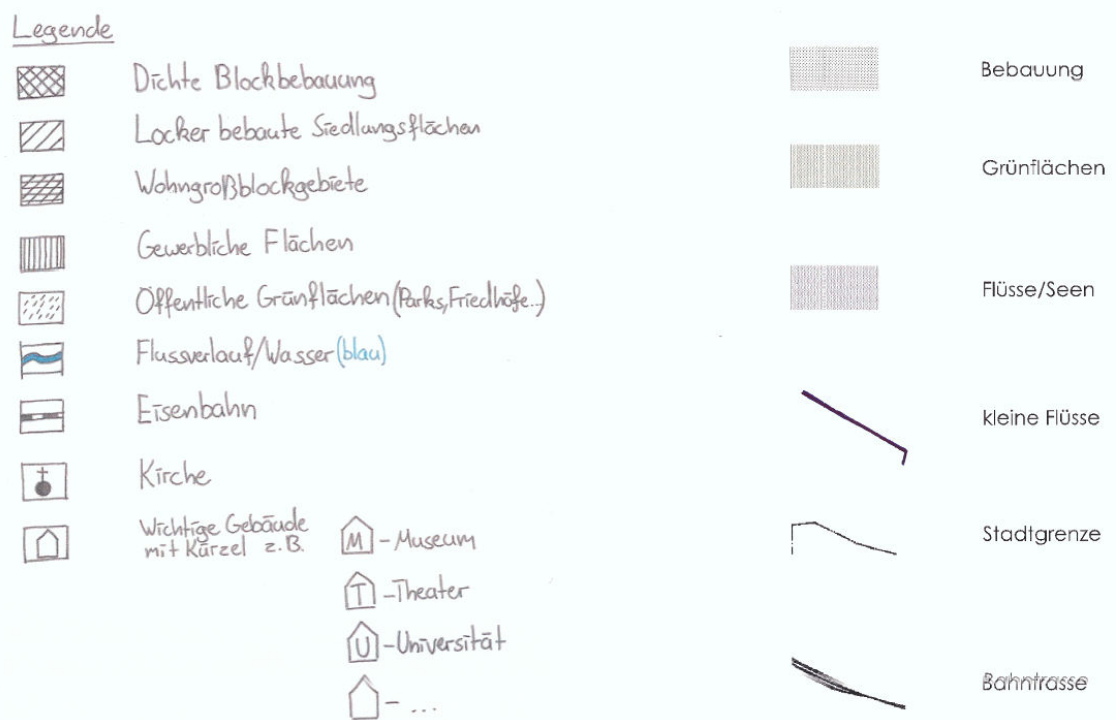 Legende
Dichte Blockbebauung
Locker bebaute Siedlungsflächen
Wohngroßblockgebiete
Gewerbliche Flächen
Öffentliche Grünflächen (Parks, Friedhöfe..)
Flussverlauf/Wasser (blau)
Eisenbahn
Kirche
Wichtige Gebäude
mit Kürzel z.B.
M - Museum
T - Theater
U - Universität
- ...
Bebauung
Grünflächen
Flüsse/Seen
kleine Flüsse
Stadtgrenze
Bahntrasse